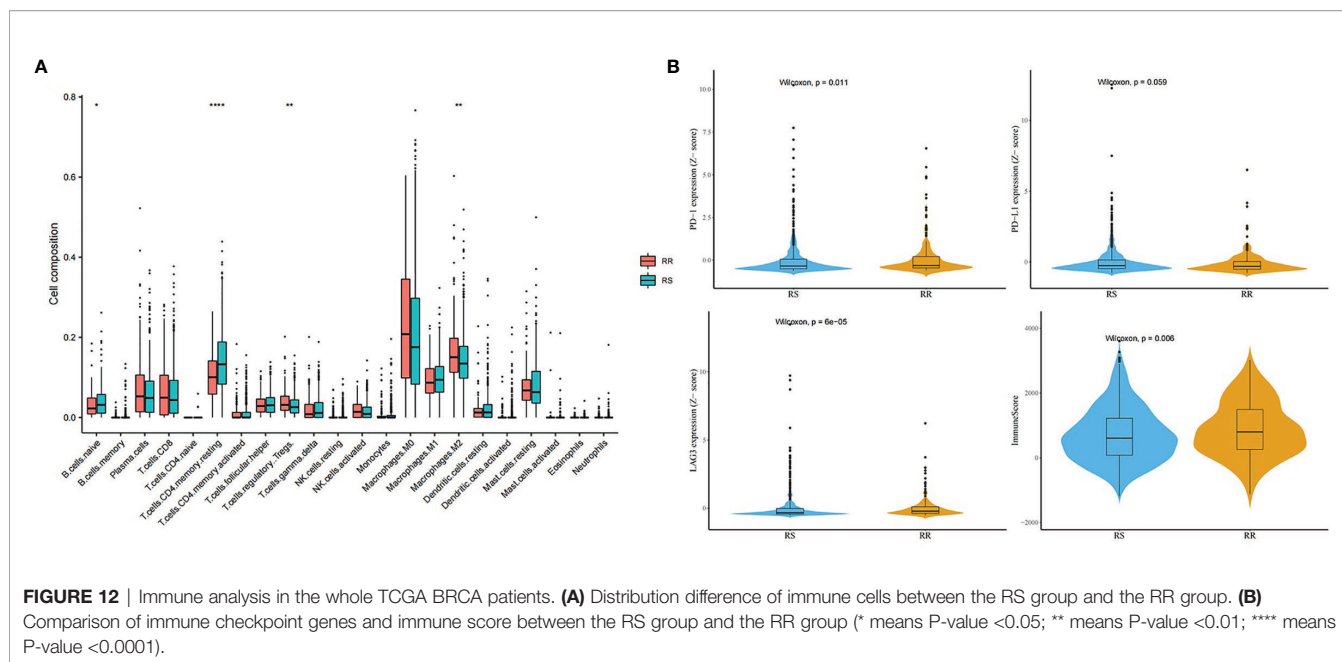 A
0.8
0.6
0.4
0.2
0.0
Cell composition
*
****
**
**
B.cells.naive
B.cells.memory
Plasma.cells
T.cells.CD8
T.cells.CD4.naive
T.cells.CD4.memory.resting
T.cells.CD4.memory.activated
T.cells.follicular.helper
T.cells.regulatory..Tregs.
T.cells.gamma.delta
NK.cells.resting
NK.cells.activated
Monocytes
Macrophages.M0
Macrophages.M1
Macrophages.M2
Dendritic.cells.resting
Dendritic.cells.activated
Mast.cells.resting
Mast.cells.activated
Eosinophils
Neutrophils
RR
RS
B
Wilcoxon, p = 0.011
PD−1 expression (Z− score)
10.0
7.5
5.0
2.5
0.0
RS RR
Wilcoxon, p = 0.059
PD−L1 expression (Z− score)
10
5
0
RS RR
Wilcoxon, p = 6e−05
LAG3 expression (Z− score)
10
5
0
RS RR
Wilcoxon, p = 0.006
ImmuneScore
4000
2000
0
−2000
RS RR
FIGURE 12 | Immune analysis in the whole TCGA BRCA patients. (A) Distribution difference of immune cells between the RS group and the RR group. (B)
Comparison of immune checkpoint genes and immune score between the RS group and the RR group (* means P-value <0.05; ** means P-value <0.01; **** means
P-value <0.0001).